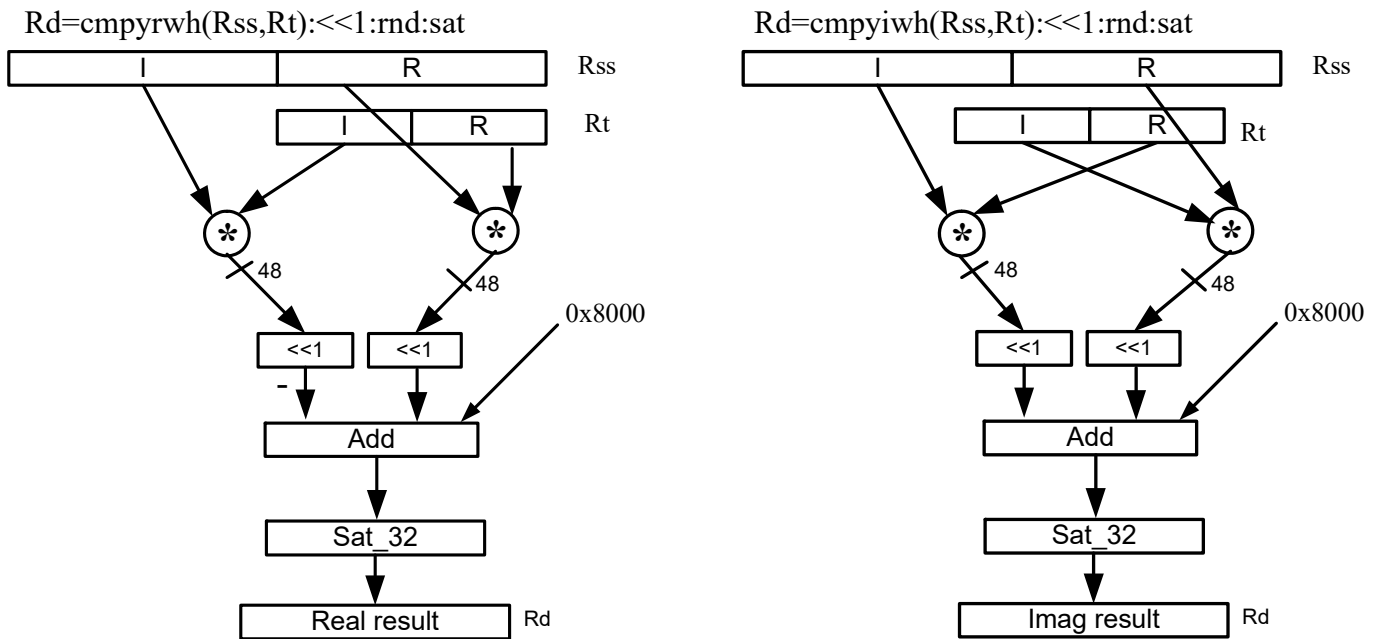 Rd=cmpyrwh(Rss,Rt):<<1:rnd:sat
I R Rss
I R Rt
* *
48 48
0x8000
<<1 <<1
-
Add
Sat_32
Real result Rd
Rd=cmpyiwh(Rss,Rt):<<1:rnd:sat
I R Rss
I R Rt
* *
48 48
0x8000
<<1 <<1
Add
Sat_32
Imag result Rd